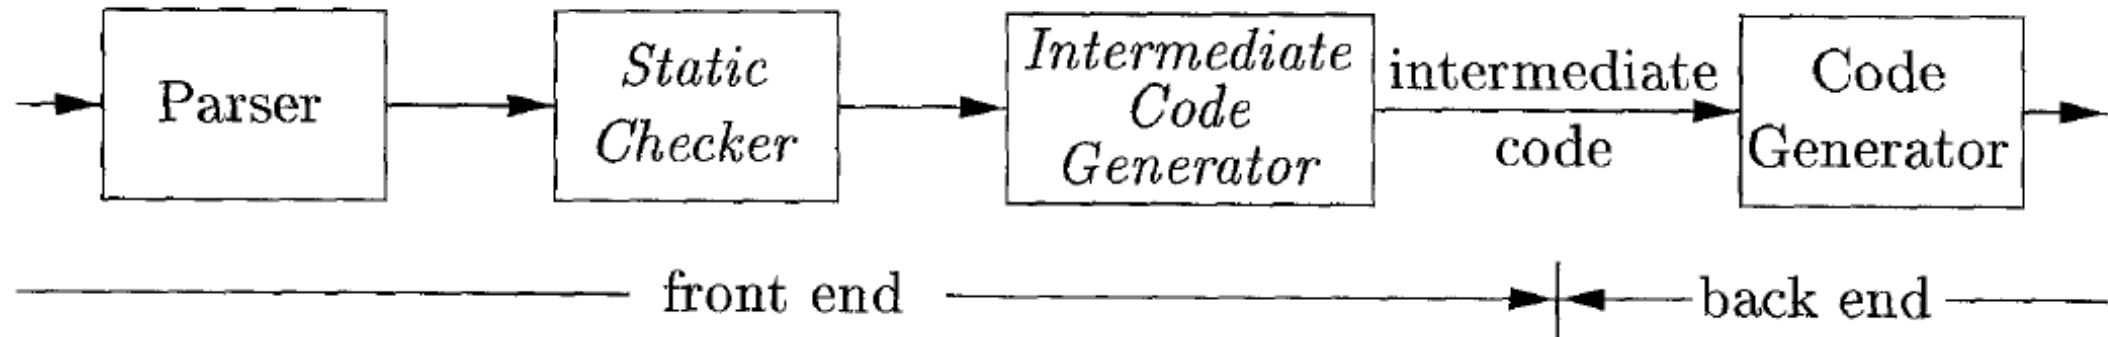 Parser
Static
Checker
Intermediate
Code
Generator
intermediate
code
Code
Generator
front end
back end